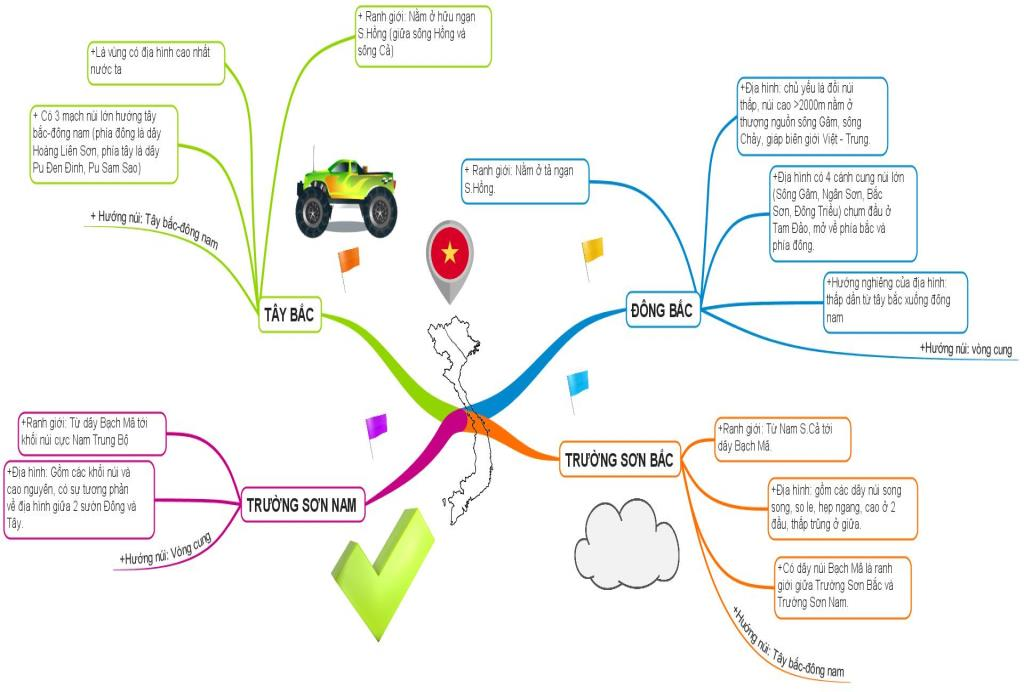 + Ranh giới: Nằm ở hữu ngạn
S.Hồng (giữa sông Hồng và
sông Cả)
+Là vùng có địa hình cao nhất
nước ta
+ Có 3 mạch núi lớn hướng tây
bắc-đông nam (phía đông là dãy
Hoàng Liên Sơn, phía tây là dãy
Pu Đen Đinh, Pu Sam Sao)
+ Hướng núi: Tây bắc-đông nam
TÂY BẮC
+ Ranh giới: Nằm ở tả ngạn
S.Hồng.
+Địa hình: chủ yếu là đồi núi
thấp, núi cao >2000m nằm ở
thượng nguồn sông Gâm, sông
Chảy, giáp biên giới Việt - Trung.
+Địa hình có 4 cánh cung núi lớn
(Sông Gâm, Ngân Sơn, Bắc
Sơn, Đông Triều) chụm đầu ở
Tam Đảo, mở về phía bắc và
phía đông.
+Hướng nghiêng của địa hình:
thấp dần từ tây bắc xuống đông
nam
+Hướng núi: vòng cung
ĐÔNG BẮC
+Ranh giới: Từ dãy Bạch Mã tới
khối núi cực Nam Trung Bộ
+Địa hình: Gồm các khối núi và
cao nguyên, có sự tương phản
về địa hình giữa 2 sườn Đông và
Tây.
+Hướng núi: Vòng cung
TRƯỜNG SƠN NAM
TRƯỜNG SƠN BẮC
+Ranh giới: Từ Nam S.Cả tới
dãy Bạch Mã.
+Địa hình: gồm các dãy núi song
song, so le, hẹp ngang, cao ở 2
đầu, thấp trũng ở giữa.
+Có dãy núi Bạch Mã là ranh
giới giữa Trường Sơn Bắc và
Trường Sơn Nam.
+Hướng núi: Tây bắc-đông nam